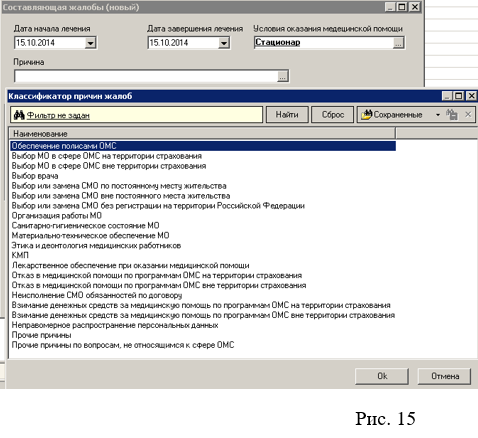 Составляющая жалобы (новый)
Дата начала лечения
Дата завершения лечения
Условия оказания медецинской помощи
15.10.2014
15.10.2014
Стационар
...
Причина
...
Классификатор причин жалоб
Фильтр не задан
Найти
Сброс
Сохраненные
Наименование
Обеспечение полисами ОМС
Выбор МО в сфере ОМС на территории страхования
Выбор МО в сфере ОМС вне территории страхования
Выбор врача
Выбор или замена СМО по постоянному месту жительства
Выбор или замена СМО вне постоянного места жительства
Выбор или замена СМО без регистрации на территории Российской Федерации
Организация работы МО
Санитарно-гигиеническое состояние МО
Материально-техническое обеспечение МО
Этика и деонтология медицинских работников
КМП
Лекарственное обеспечение при оказании медицинской помощи
Отказ в медицинской помощи по программам ОМС на территории страхования
Отказ в медицинской помощи по программам ОМС вне территории страхования
Неисполнение СМО обязанностей по договору
Взимание денежных средств за медицинскую помощь по программам ОМС на территории страхования
Взимание денежных средств за медицинскую помощь по программам ОМС вне территории страхования
Неправомерное распространие персональных данных
Прочие причины
Прочие причины по вопросам, не относящимся к сфере ОМС
Ok
Отмена
Рис. 15